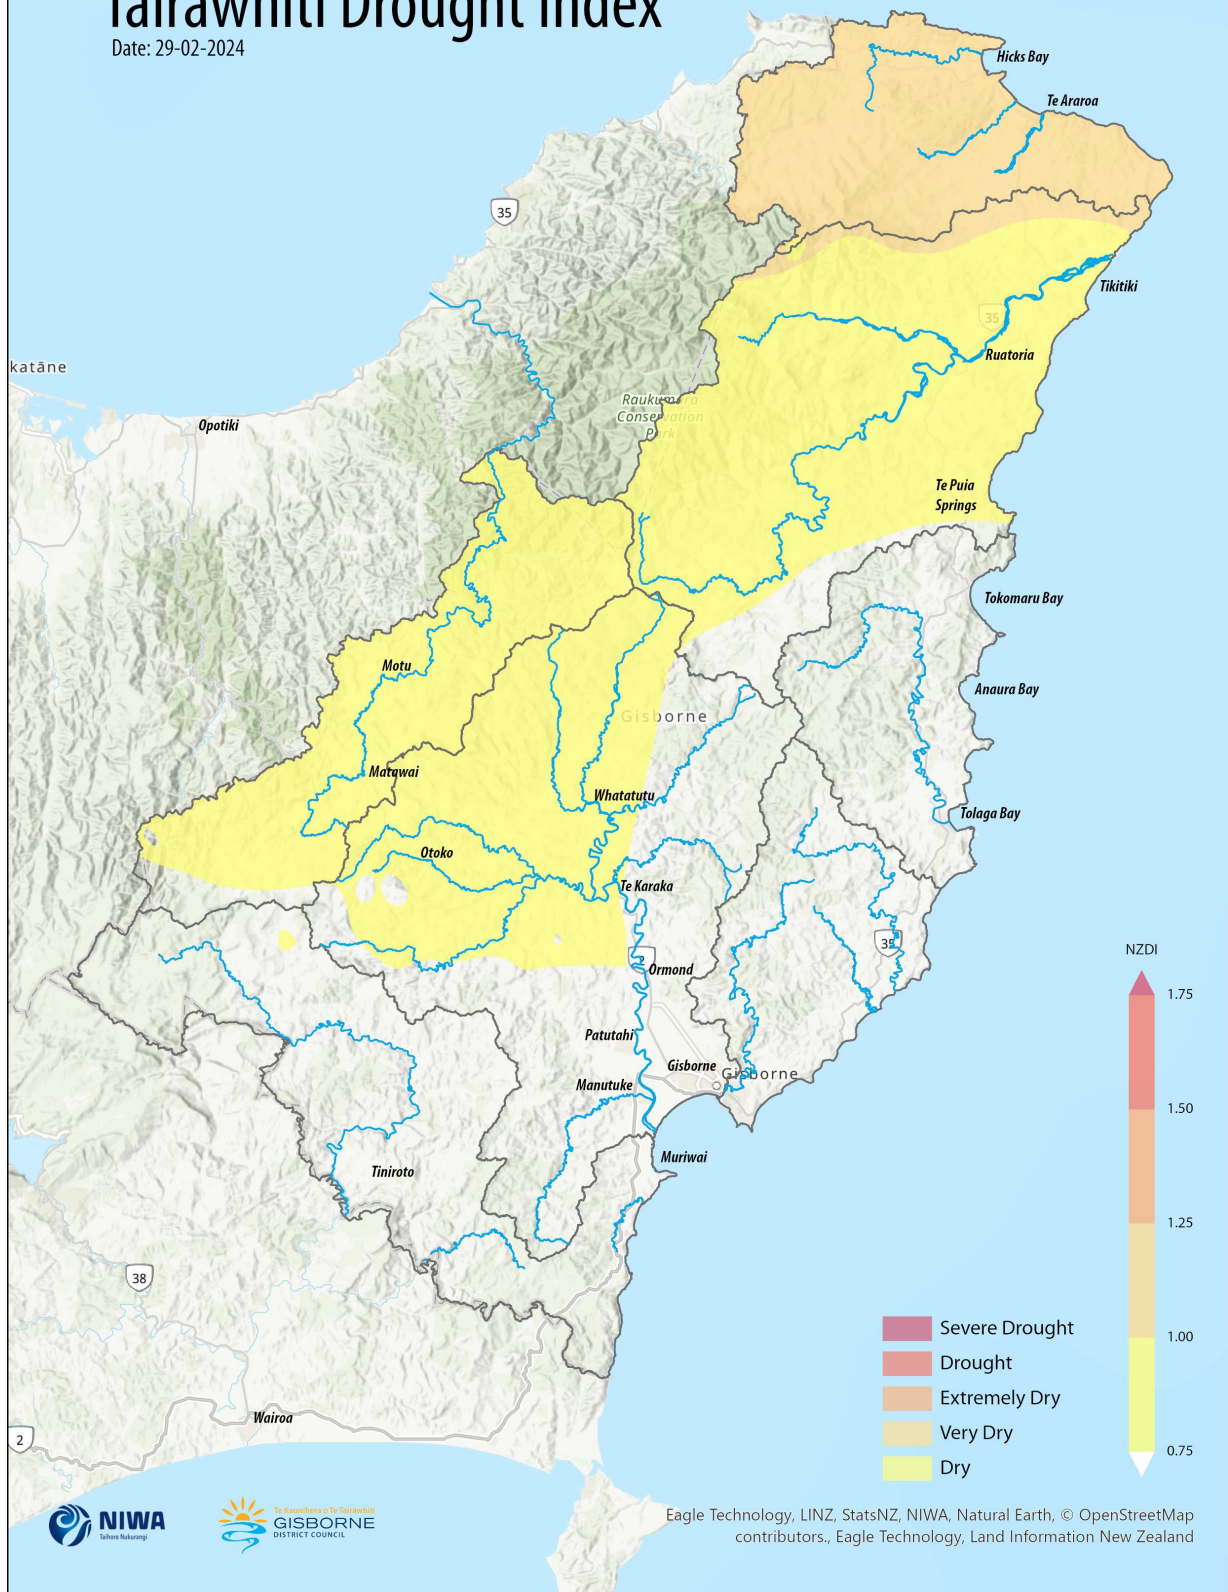 Tairāwhiti Drought Index
Date: 29-02-2024
Hicks Bay
Te Araroa
35
Tikitiki
35
Ruatoria
katāne
Opotiki
Raukumara
Conservation
Park
Te Puia
Springs
Tokomaru Bay
Motu
Anaura Bay
Gisborne
Matawai
Whatatutu
Tolaga Bay
Otoko
Te Karaka
35
2
Ormond
NZDI
1.75
Patutahi
Gisborne
Gisborne
Manutuke
1.50
Muriwai
Tiniroto
1.25
38
Severe Drought
1.00
Drought
Extremely Dry
Wairoa
Very Dry
2
0.75
Dry
NIWA
Taihoro Nukurangi
Te Kaunihera o Te Tairāwhiti
GISBORNE
DISTRICT COUNCIL
Eagle Technology, LINZ, StatsNZ, NIWA, Natural Earth, © OpenStreetMap
contributors., Eagle Technology, Land Information New Zealand